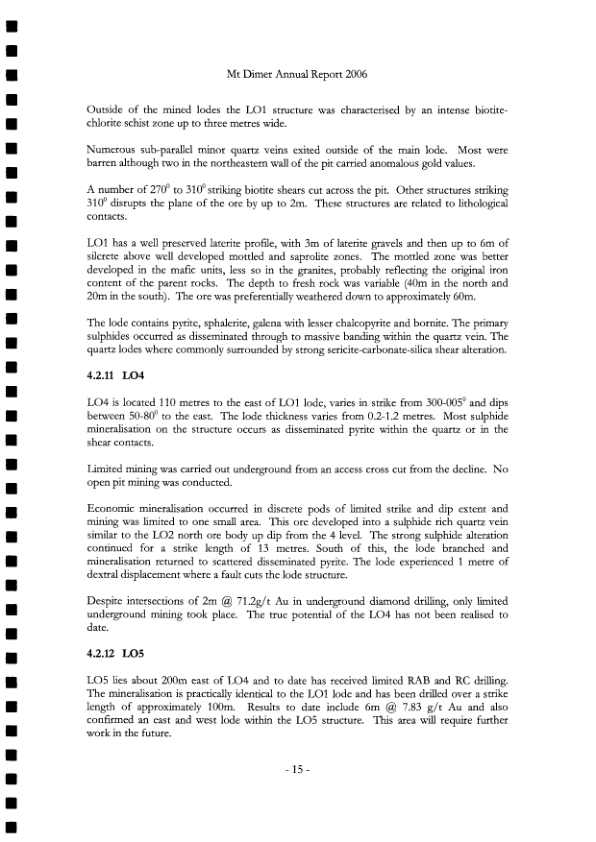 Mt Dimer Annual Report 2006
Outside of the mined lodes the LO1 structure was characterised by an intense biotite-
chlorite schist zone up to three metres wide.
Numerous sub-parallel minor quartz veins exited outside of the main lode. Most were
barren although two in the northeastern wall of the pit carried anomalous gold values.
A number of 270⁰ to 310⁰ striking biotite shears cut across the pit. Other structures striking
310⁰ disrupts the plane of the ore by up to 2m. These structures are related to lithological
contacts.
LO1 has a well preserved laterite profile, with 3m of laterite gravels and then up to 6m of
silcrete above well developed mottled and saprolite zones. The mottled zone was better
developed in the mafic units, less so in the granites, probably reflecting the original iron
content of the parent rocks. The depth to fresh rock was variable (40m in the north and
20m in the south). The ore was preferentially weathered down to approximately 60m.
The lode contains pyrite, sphalerite, galena with lesser chalcopyrite and bornite. The primary
sulphides occurred as disseminated through to massive banding within the quartz vein. The
quartz lodes where commonly surrounded by strong sericite-carbonate-silica shear alteration.
4.2.11 LO4
LO4 is located 110 metres to the east of LO1 lode, varies in strike from 300-005⁰ and dips
between 50-80⁰ to the east. The lode thickness varies from 0.2-1.2 metres. Most sulphide
mineralisation on the structure occurs as disseminated pyrite within the quartz or in the
shear contacts.
Limited mining was carried out underground from an access cross cut from the decline. No
open pit mining was conducted.
Economic mineralisation occurred in discrete pods of limited strike and dip extent and
mining was limited to one small area. This ore developed into a sulphide rich quartz vein
similar to the LO2 north ore body up dip from the 4 level. The strong sulphide alteration
continued for a strike length of 13 metres. South of this, the lode branched and
mineralisation returned to scattered disseminated pyrite. The lode experienced 1 metre of
dextral displacement where a fault cuts the lode structure.
Despite intersections of 2m @ 71.2g/t Au in underground diamond drilling, only limited
underground mining took place. The true potential of the LO4 has not been realised to
date.
4.2.12 LO5
LO5 lies about 200m east of LO4 and to date has received limited RAB and RC drilling.
The mineralisation is practically identical to the LO1 lode and has been drilled over a strike
length of approximately 100m. Results to date include 6m @ 7.83 g/t Au and also
confirmed an east and west lode within the LO5 structure. This area will require further
work in the future.
- 15 -